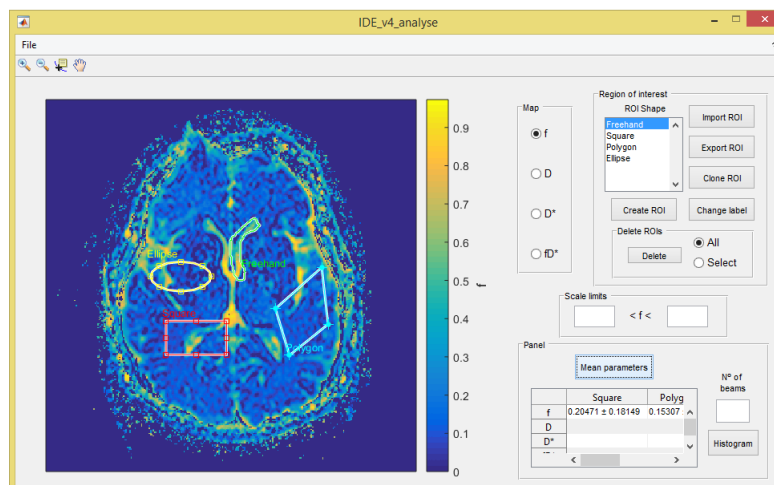 IDE_v4_analyse
File
Ellipse
Freehand
Polygon
0.9
0.8
0.7
0.6
0.5
0.4
0.3
0.2
0.1
0
f
Map
f
D
D*
fD*
Region of interest
ROI Shape
Freehand
Square
Polygon
Ellipse
Import ROI
Export ROI
Clone ROI
Create ROI
Change label
Delete ROIs
Delete
All
Select
Scale limits
< f <
Panel
Mean parameters
Square Polyg
f 0.20471 ± 0.18149 0.15307
D
D*
Nº of
beams
Histogram